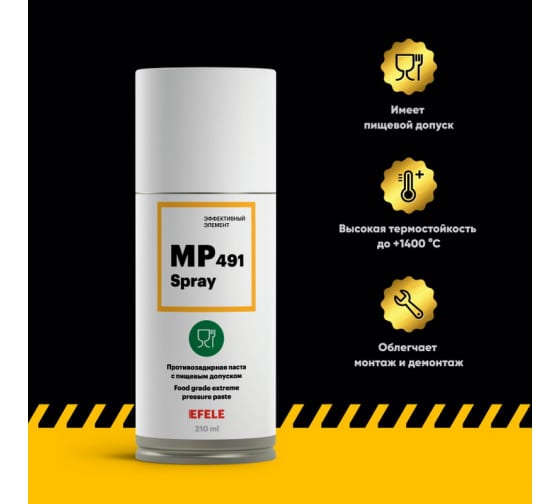 ЭФФЕКТИВНЫЙ
ЭЛЕМЕНТ
MP491
Spray
Противозадирная паста
с пищевым допуском
Food grade extreme
pressure paste
EFELE
210 ml
Имеет
пищевой допуск
Высокая термостойкость
до +1400 °C
Облегчает
монтаж и демонтаж